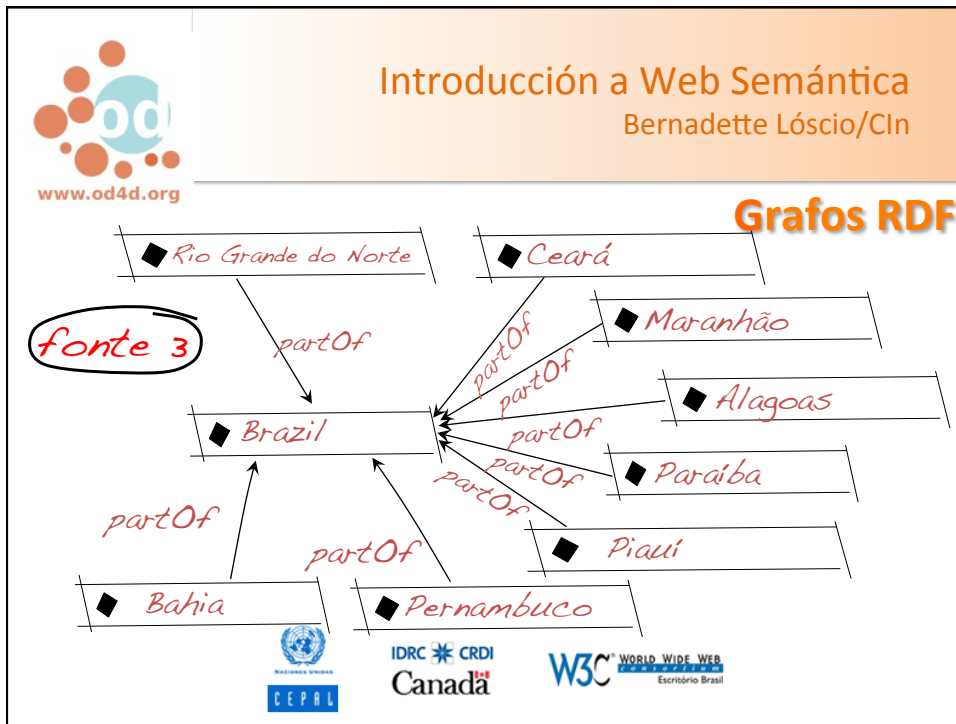 od
www.od4d.org
Introducción a Web Semántica
Bernadette Lóscio/CIn
Grafos RDF
Rio Grande do Norte
Ceará
fonte 3
partOf
partOf
Maranhão
partOf
Alagoas
Brazil
partOf
partOf
Paraíba
partOf
partOf
Piauí
partOf
Bahia
Pernambuco
NACIONES UNIDAS
CEPAL
IDRC CRDI
Canada
W3C® WORLD WIDE WEB
consortium
Escritório Brasil